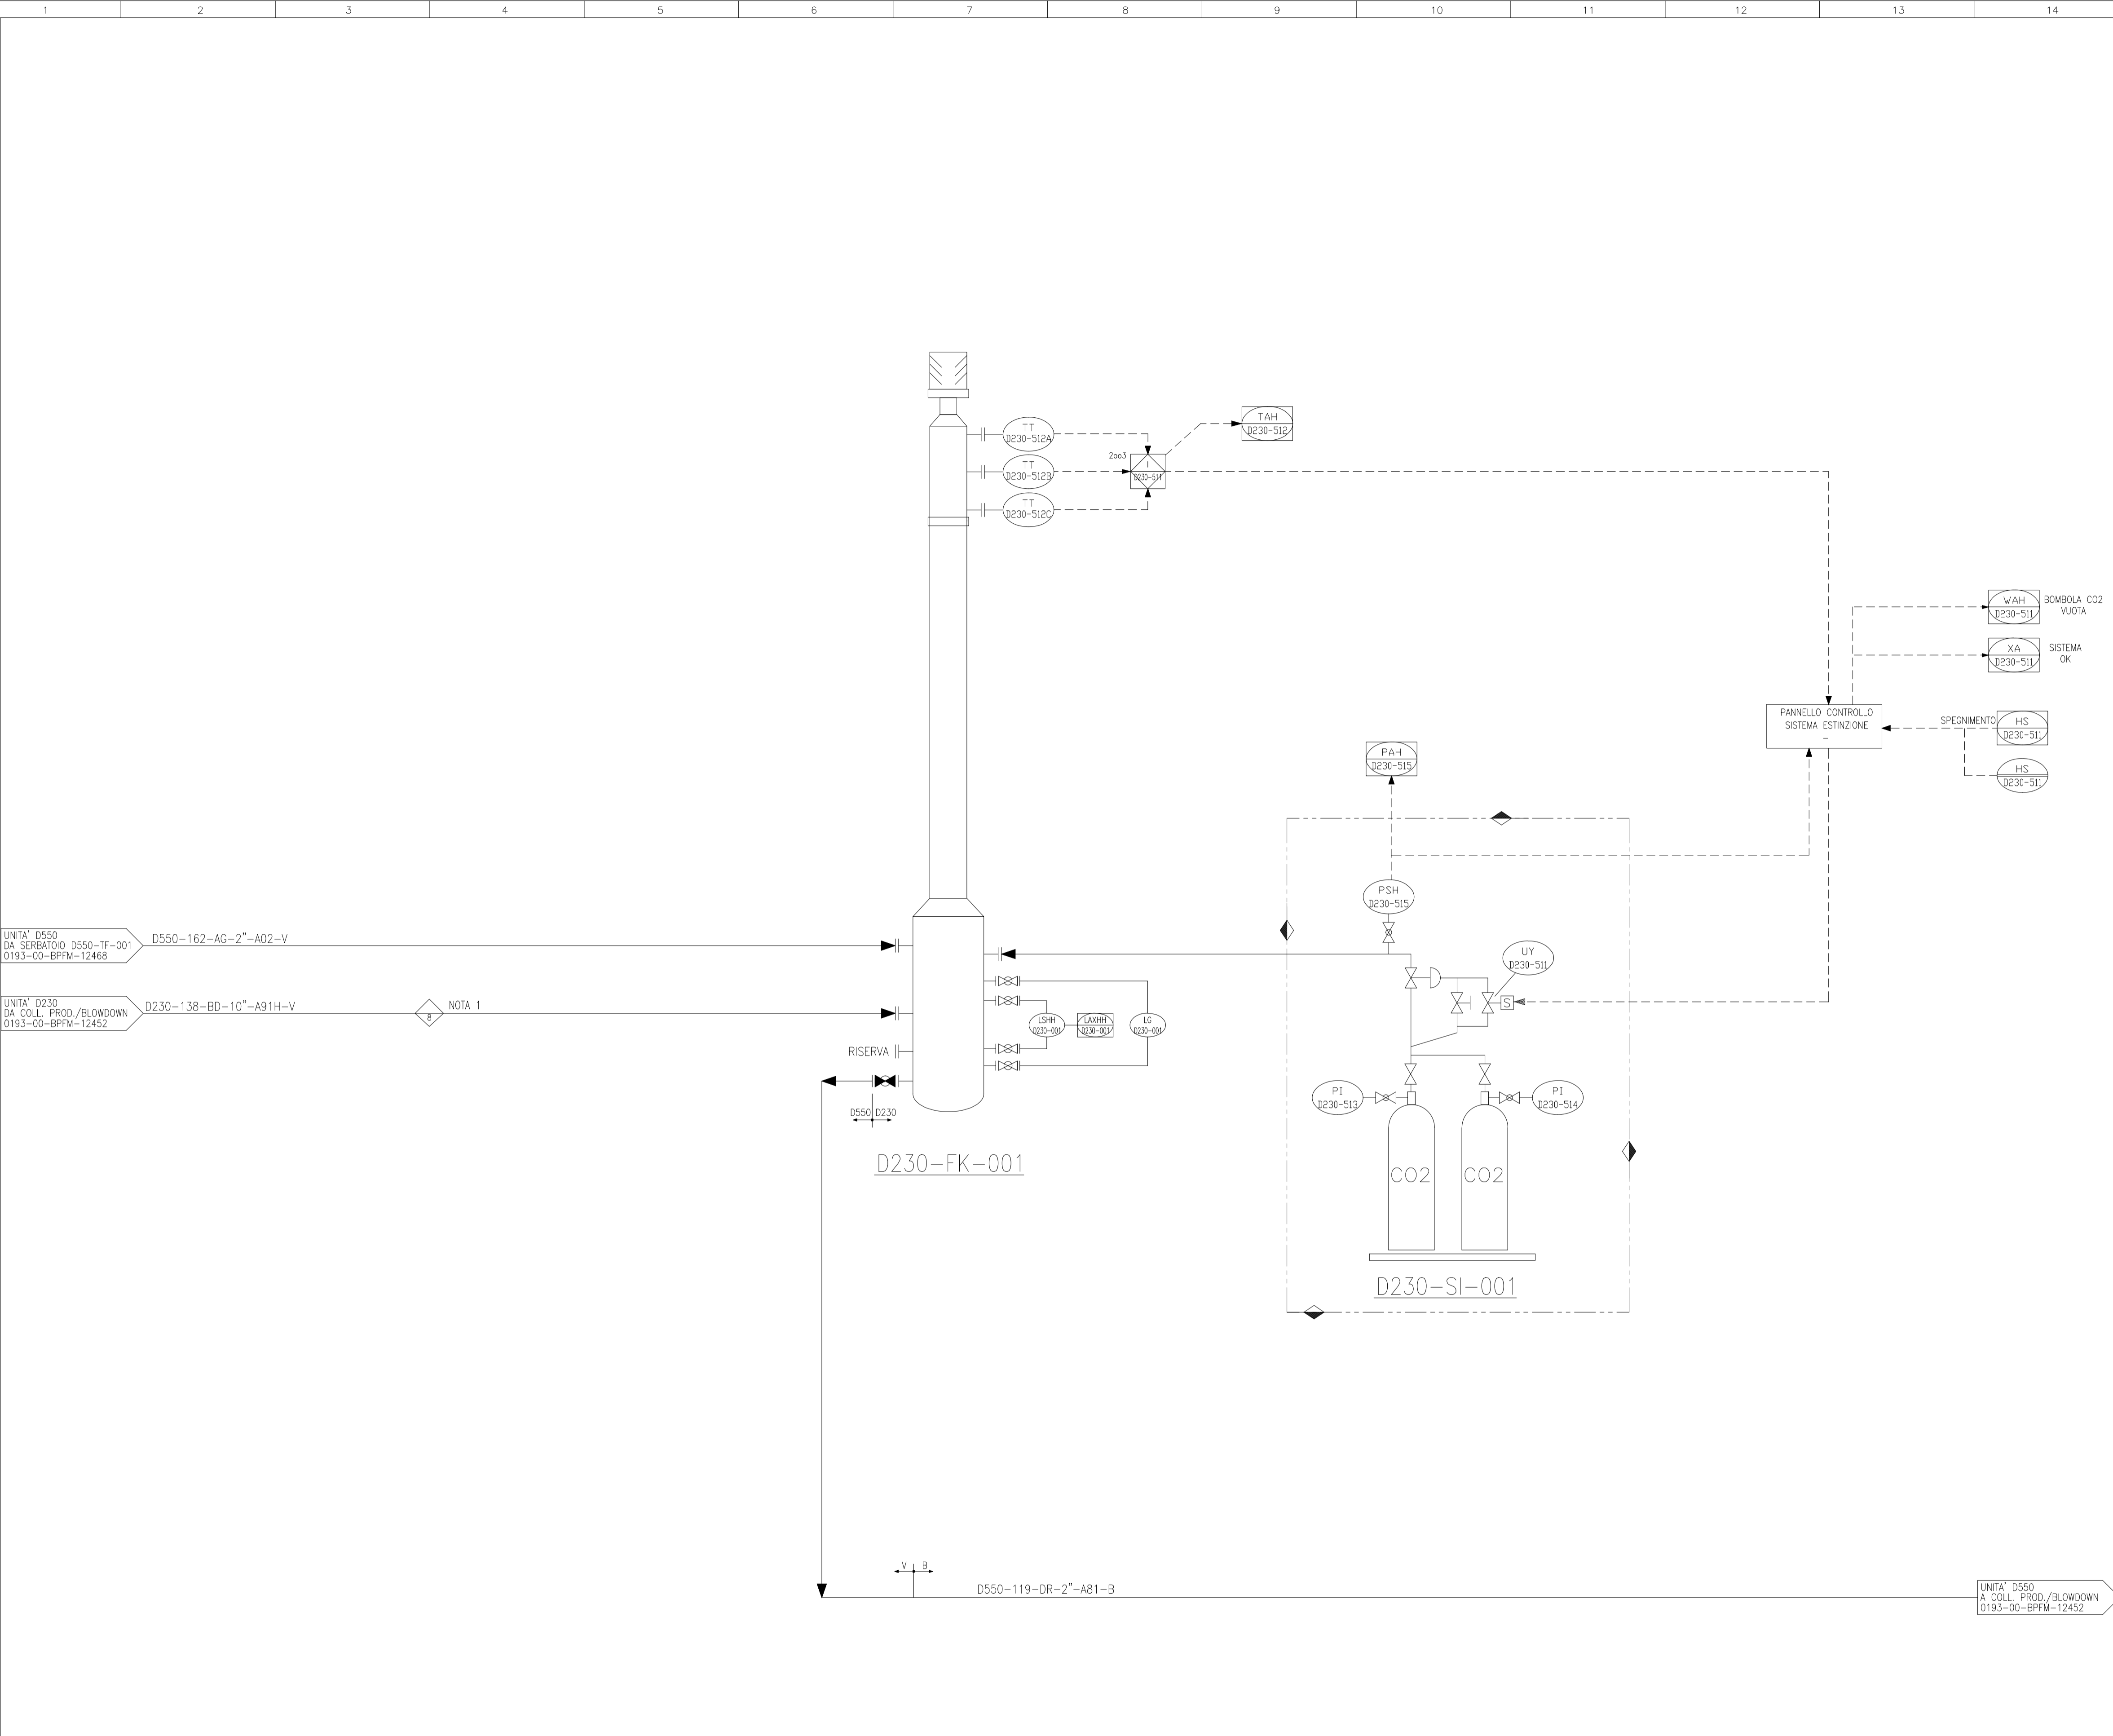 1 2 3 4 5 6 7 8 9 10 11 12 13 14
TT
D230-512A
TT
D230-512B
TT
D230-512C
2oo3
I
D230-511
TAH
D230-512
WAH
D230-511
BOMBOLA CO2
VUOTA
XA
D230-511
SISTEMA
OK
PANNELLO CONTROLLO
SISTEMA ESTINZIONE
-
SPEGNIMENTO
HS
D230-511
HS
D230-511
PAH
D230-515
PSH
D230-515
UY
D230-511
S
UNITA' D550
DA SERBATOIO D550-TF-001
0193-00-BPFM-12468
D550-162-AG-2"-A02-V
UNITA' D230
DA COLL. PROD./BLOWDOWN
0193-00-BPFM-12452
D230-138-BD-10"-A91H-V
8
NOTA 1
RISERVA
D550 D230
LSHH
D230-001
LAXHH
D230-001
LG
D230-001
PI
D230-513
PI
D230-514
D230-FK-001
CO2 CO2
D230-SI-001
V B
D550-119-DR-2"-A81-B
UNITA' D550
A COLL. PROD./BLOWDOWN
0193-00-BPFM-12452